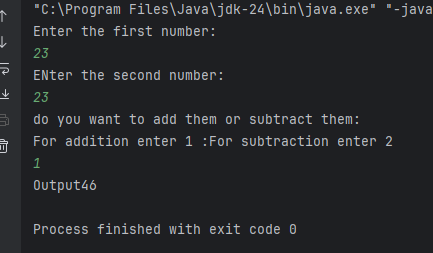 "C:\Program Files\Java\jdk-24\bin\java.exe" "-java
Enter the first number:
23
ENter the second number:
23
do you want to add them or subtract them:
For addition enter 1 :For subtraction enter 2
1
Output46
Process finished with exit code 0